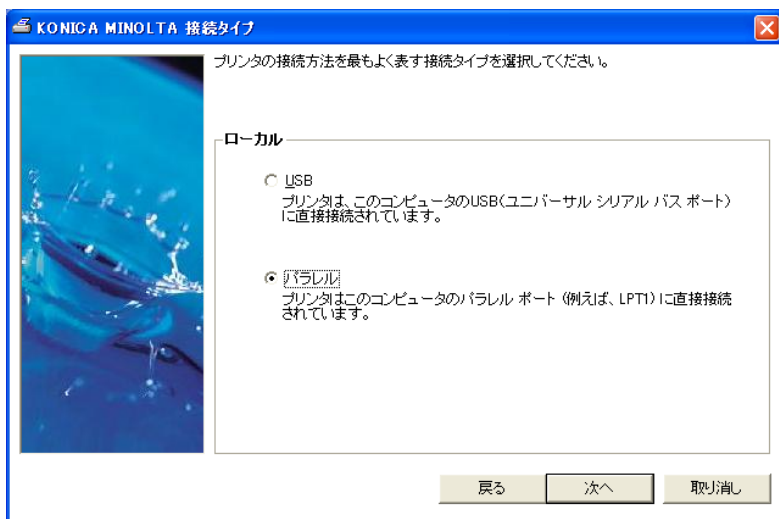 KONICA MINOLTA 接続タイプ
プリンタの接続方法を最もよく表す接続タイプを選択してください。
ローカル
USB
プリンタは、このコンピュータのUSB(ユニバーサル シリアル バス ポート)
に直接接続されています。
パラレル
プリンタはこのコンピュータのパラレル ポート (例えば、LPT1) に直接接続
されています。
戻る
次へ
取り消し